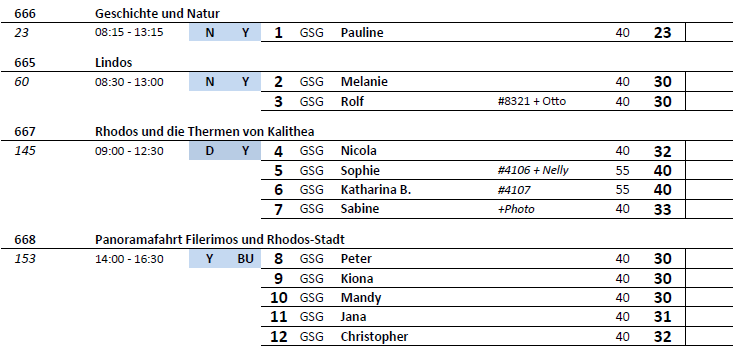 666 Geschichte und Natur
23 08:15 - 13:15 N Y 1 GSG Pauline 40 23
665 Lindos
60 08:30 - 13:00 N Y 2 GSG Melanie 40 30
3 GSG Rolf #8321 + Otto 40 30
667 Rhodos und die Thermen von Kalithea
145 09:00 - 12:30 D Y 4 GSG Nicola 40 32
5 GSG Sophie #4106 + Nelly 55 40
6 GSG Katharina B. #4107 55 40
7 GSG Sabine +Photo 40 33
668 Panoramafahrt Filerimos und Rhodos-Stadt
153 14:00 - 16:30 Y BU 8 GSG Peter 40 30
9 GSG Kiona 40 30
10 GSG Mandy 40 30
11 GSG Jana 40 31
12 GSG Christopher 40 32